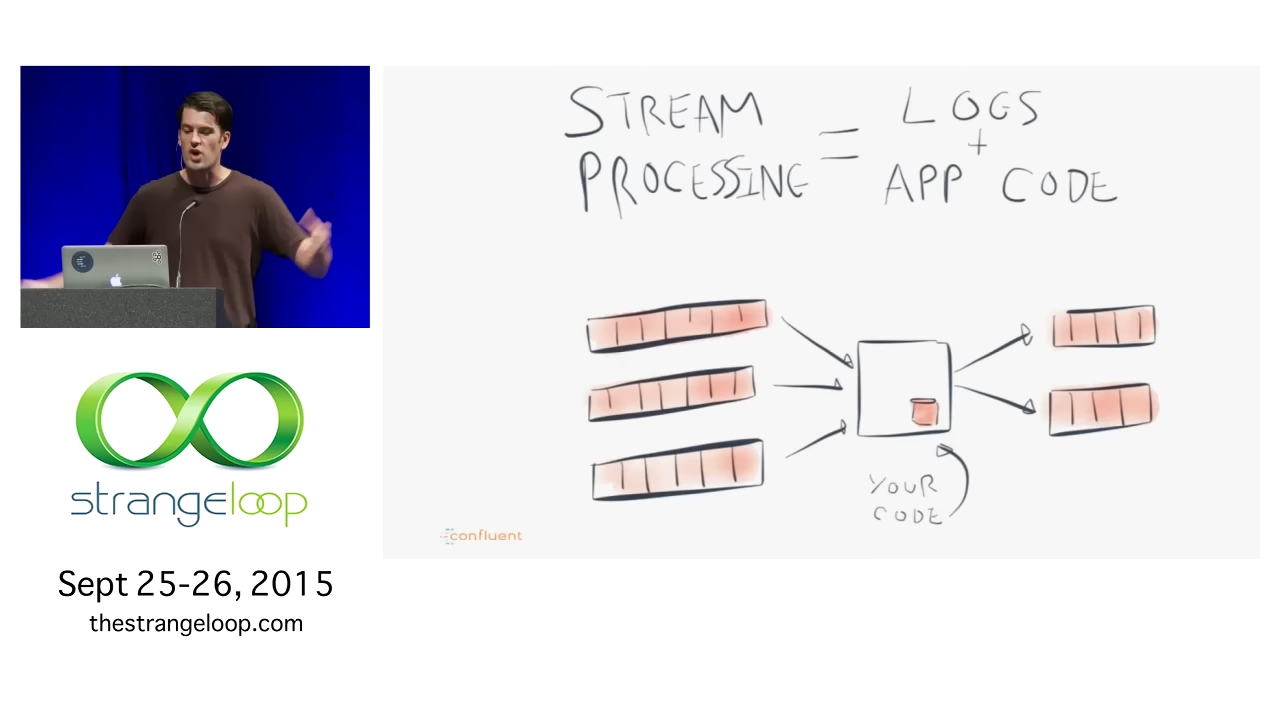 STREAM
PROCESSING
=
LOGS
+
APP CODE
YOUR
CODE
confluent
strangeloop
Sept 25-26, 2015
thestrangeloop.com